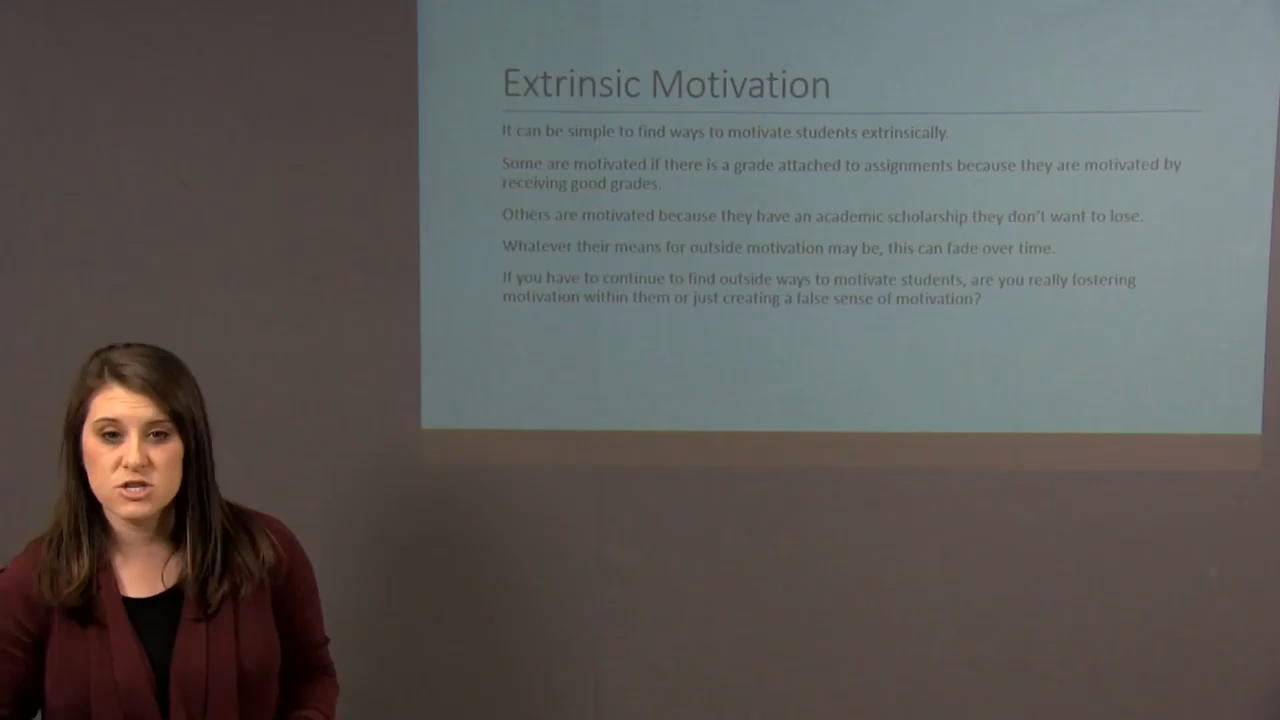 Extrinsic Motivation
It can be simple to find ways to motivate students extrinsically.
Some are motivated if there is a grade attached to assignments because they are motivated by
receiving good grades.
Others are motivated because they have an academic scholarship they don't want to lose.
Whatever their means for outside motivation may be, this can fade over time.
If you have to continue to find outside ways to motivate students, are you really fostering
motivation within them or just creating a false sense of motivation?